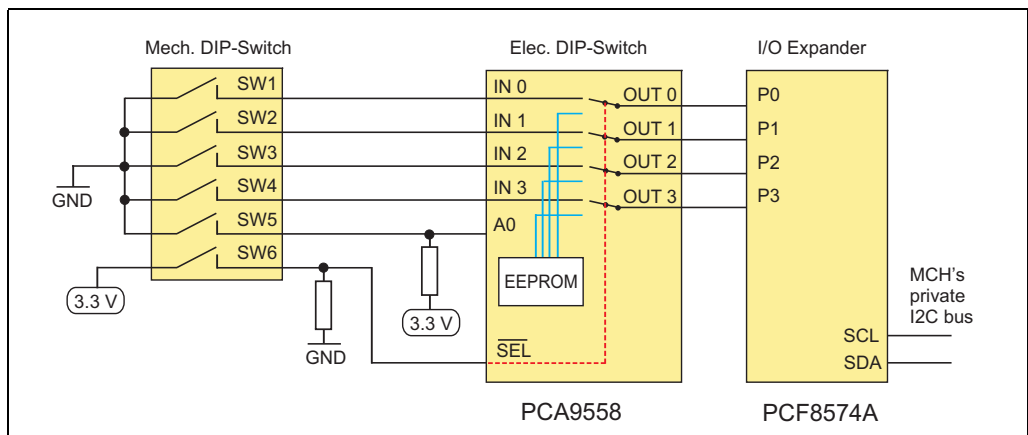 Mech. DIP-Switch
Elec. DIP-Switch
I/O Expander
SW1
SW2
SW3
SW4
SW5
SW6
GND
3.3 V
GND
3.3 V
IN 0
IN 1
IN 2
IN 3
A0
SEL
EEPROM
OUT 0
OUT 1
OUT 2
OUT 3
P0
P1
P2
P3
SCL
SDA
MCH's
private
I2C bus
PCA9558
PCF8574A